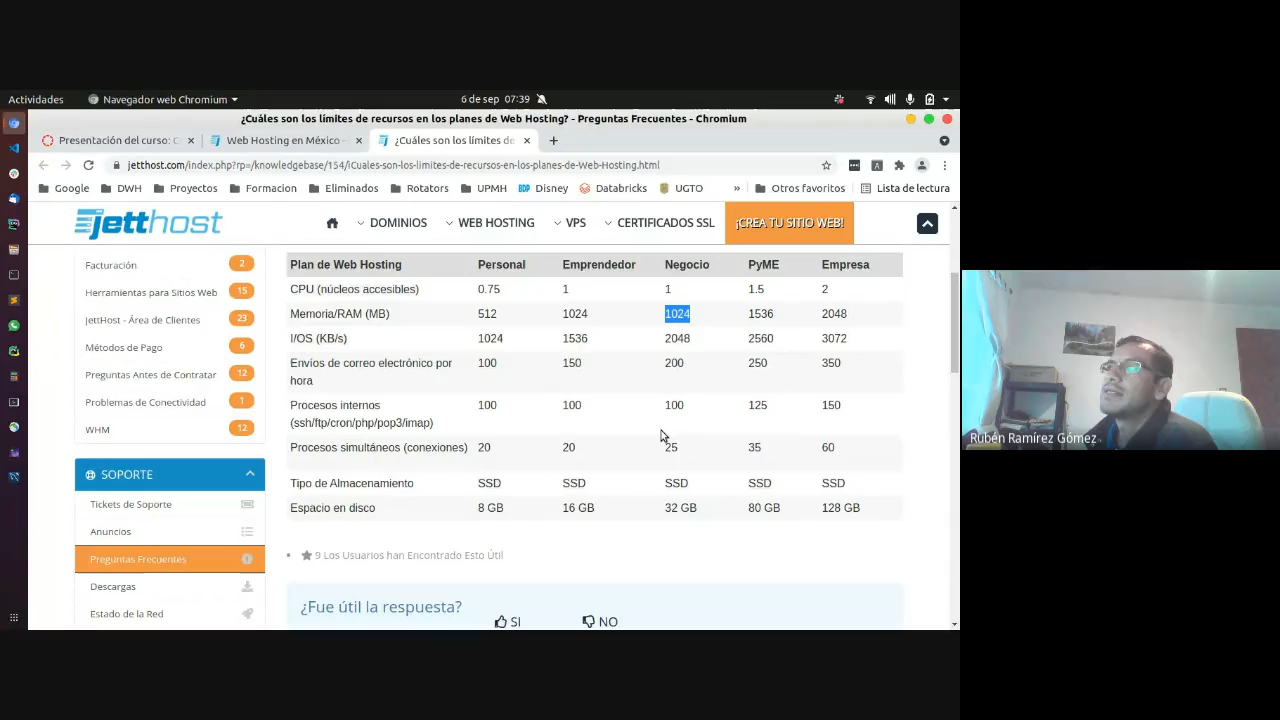 Actividades Navegador web Chromium 6 de sep 07:39
¿Cuáles son los límites de recursos en los planes de Web Hosting? - Preguntas Frecuentes - Chromium
Presentación del curso: C Web Hosting en México - ¿Cuáles son los límites de
jetthost.com/index.php?rp=/knowledgebase/154/iCuales-son-los-limites-de-recursos-en-los-planes-de-Web-Hosting.html
Google DWH Proyectos Formacion Eliminados Rotators UPMH Disney Databricks UGTO » Otros favoritos Lista de lectura
jetthost DOMINIOS WEB HOSTING VPS CERTIFICADOS SSL ¡CREA TU SITIO WEB!
Facturación 2
Herramientas para Sitios Web 15
JettHost - Área de Clientes 23
Métodos de Pago 6
Preguntas Antes de Contratar 12
Problemas de Conectividad 1
WHM 12
SOPORTE
Tickets de Soporte
Anuncios
Preguntas Frecuentes
Descargas
Estado de la Red
Plan de Web Hosting Personal Emprendedor Negocio PyME Empresa
CPU (núcleos accesibles) 0.75 1 1 1.5 2
Memoria/RAM (MB) 512 1024 1024 1536 2048
I/OS (KB/s) 1024 1536 2048 2560 3072
Envíos de correo electrónico por 100 150 200 250 350
hora
Procesos internos 100 100 100 125 150
(ssh/ftp/cron/php/pop3/imap)
Procesos simultáneos (conexiones) 20 20 25 35 60
Tipo de Almacenamiento SSD SSD SSD SSD SSD
Espacio en disco 8 GB 16 GB 32 GB 80 GB 128 GB
9 Los Usuarios han Encontrado Esto Útil
¿Fue útil la respuesta?
SI NO
Rubén Ramírez Gómez